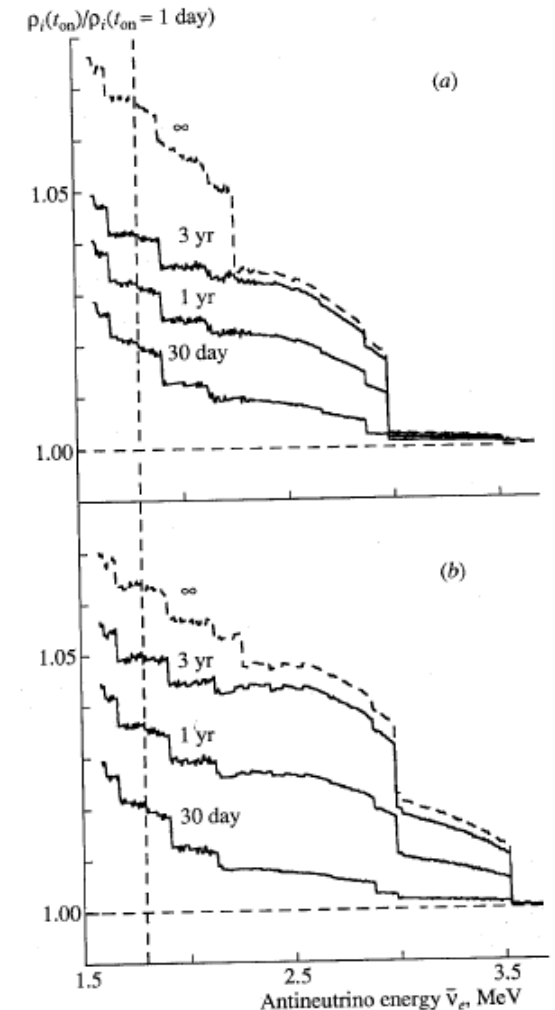 ρᵢ(tₒₙ)/ρᵢ(tₒₙ = 1 day)
(a)
∞
1.05
3 yr
1 yr
30 day
1.00
(b)
∞
1.05
3 yr
1 yr
30 day
1.00
1.5 2.5 3.5
Antineutrino energy ν̄ₑ, MeV